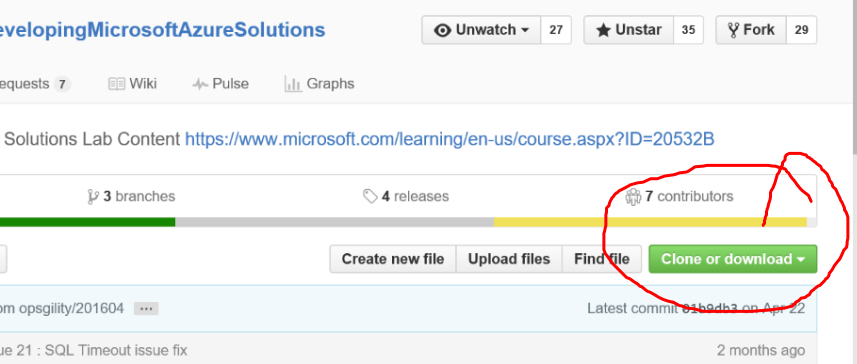 evelopingMicrosoftAzureSolutions Unwatch 27 Unstar 35 Fork 29
equests 7 Wiki Pulse Graphs
Solutions Lab Content https://www.microsoft.com/learning/en-us/course.aspx?ID=20532B
3 branches 4 releases 7 contributors
Create new file Upload files Find file Clone or download
om opsgility/201604 ... Latest commit 01b9db3 on Apr 22
ue 21 : SQL Timeout issue fix 2 months ago